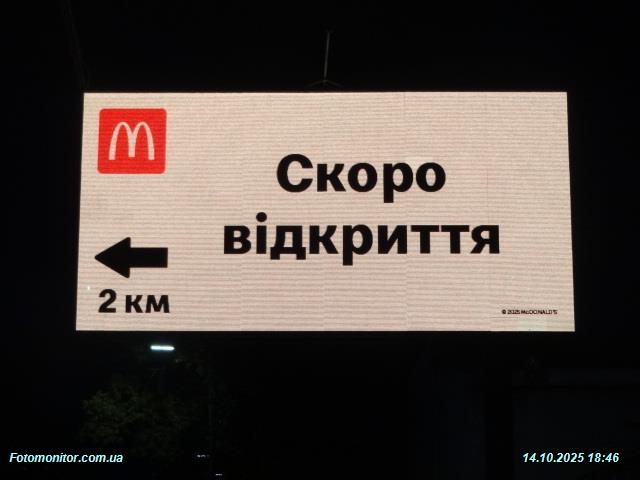 Скоро
відкриття
2 км
© 2025 McDONALD'S
Fotomonitor.com.ua
14.10.2025 18:46